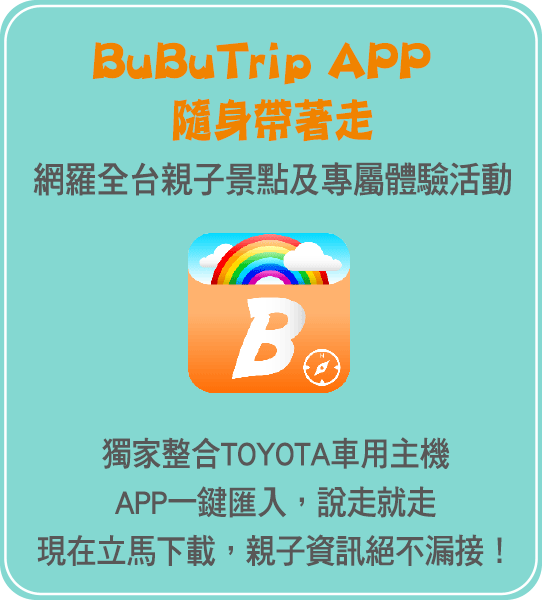 BuBuTrip APP
隨身帶著走
網羅全台親子景點及專屬體驗活動
B
N
獨家整合TOYOTA車用主機
APP一鍵匯入，說走就走
現在立馬下載，親子資訊絕不漏接！